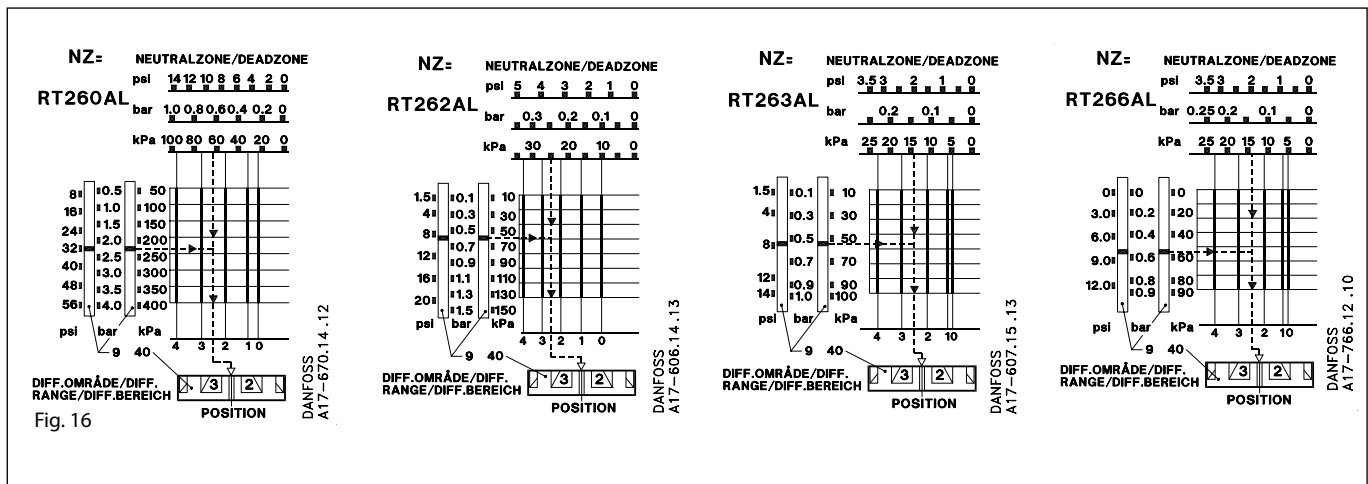 NZ= NEUTRALZONE/DEADZONE
RT260AL
psi 14 12 10 8 6 4 2 0
bar 1.0 0.8 0.6 0.4 0.2 0
kPa 100 80 60 40 20 0
8 0.5 50
16 1.0 100
24 1.5 150
32 2.0 200
40 2.5 250
48 3.0 300
56 3.5 350
4.0 400
psi bar kPa
4 3 2 1 0
9 40
DIFF.OMRÅDE/DIFF.
RANGE/DIFF.BEREICH
3 2
POSITION
DANFOSS
A17-670.14.12
Fig. 16
NZ= NEUTRALZONE/DEADZONE
RT262AL
psi 5 4 3 2 1 0
bar 0.3 0.2 0.1 0
kPa 30 20 10 0
1.5 0.1 10
4 0.3 30
8 0.5 50
0.7 70
12 0.9 90
16 1.1 110
20 1.3 130
1.5 150
psi bar kPa
4 3 2 1 0
9 40
DIFF.OMRÅDE/DIFF.
RANGE/DIFF.BEREICH
3 2
POSITION
DANFOSS
A17-606.14.13
NZ= NEUTRALZONE/DEADZONE
RT263AL
psi 3.5 3 2 1 0
bar 0.2 0.1 0
kPa 25 20 15 10 5 0
1.5 0.1 10
4 0.3 30
8 0.5 50
0.7 70
12 0.9 90
14 1.0 100
psi bar kPa
4 3 2 1 0
9 40
DIFF.OMRÅDE/DIFF.
RANGE/DIFF.BEREICH
3 2
POSITION
DANFOSS
A17-607.15.13
NZ= NEUTRALZONE/DEADZONE
RT266AL
psi 3.5 3 2 1 0
bar 0.25 0.2 0.1 0
kPa 25 20 15 10 5 0
0 0 0
3.0 0.2 20
6.0 0.4 40
9.0 0.6 60
12.0 0.8 80
0.9 90
psi bar kPa
4 3 2 1 0
9 40
DIFF.OMRÅDE/DIFF.
RANGE/DIFF.BEREICH
3 2
POSITION
DANFOSS
A17-766.12.10